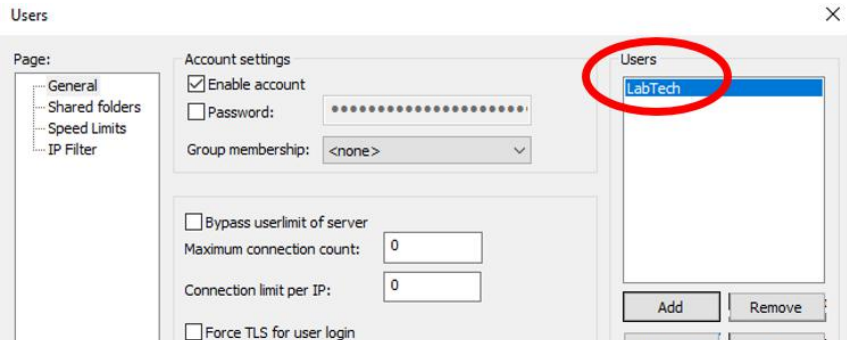 Users
Page:
General
Shared folders
Speed Limits
IP Filter
Account settings
Enable account
Password:
Group membership: <none>
Bypass userlimit of server
Maximum connection count: 0
Connection limit per IP: 0
Force TLS for user login
Users
LabTech
Add Remove